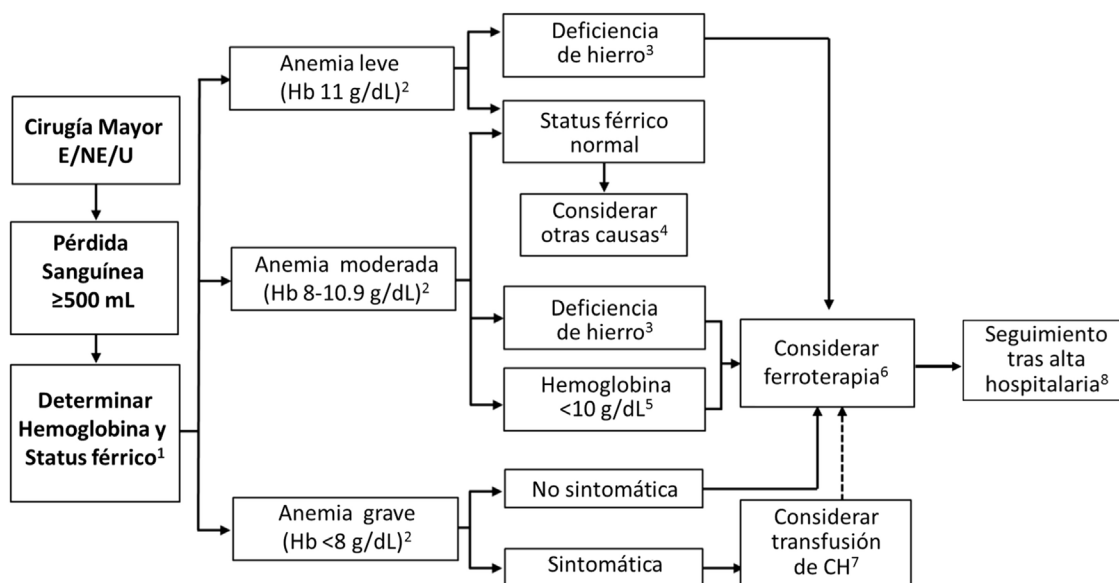 Cirugía Mayor
E/NE/U
Pérdida
Sanguínea
≥500 mL
Determinar
Hemoglobina y
Status férrico¹
Anemia leve
(Hb 11 g/dL)²
Anemia moderada
(Hb 8-10.9 g/dL)²
Anemia grave
(Hb <8 g/dL)²
Deficiencia
de hierro³
Status férrico
normal
Considerar
otras causas⁴
Deficiencia
de hierro³
Hemoglobina
<10 g/dL⁵
No sintomática
Sintomática
Considerar
ferroterapia⁶
Considerar
transfusión
de CH⁷
Seguimiento
tras alta
hospitalaria⁸